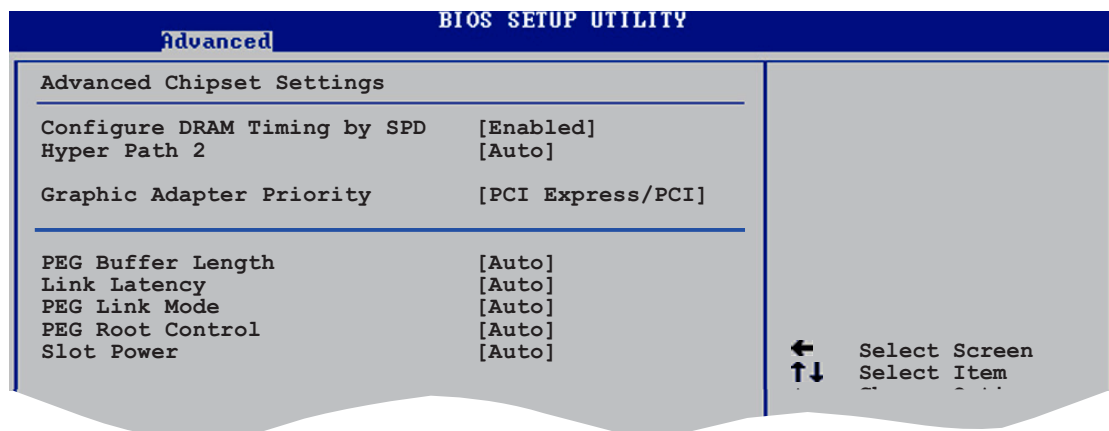 BIOS SETUP UTILITY
Advanced
Advanced Chipset Settings
Configure DRAM Timing by SPD [Enabled]
Hyper Path 2 [Auto]
Graphic Adapter Priority [PCI Express/PCI]
PEG Buffer Length [Auto]
Link Latency [Auto]
PEG Link Mode [Auto]
PEG Root Control [Auto]
Slot Power [Auto]
← Select Screen
↑↓ Select Item